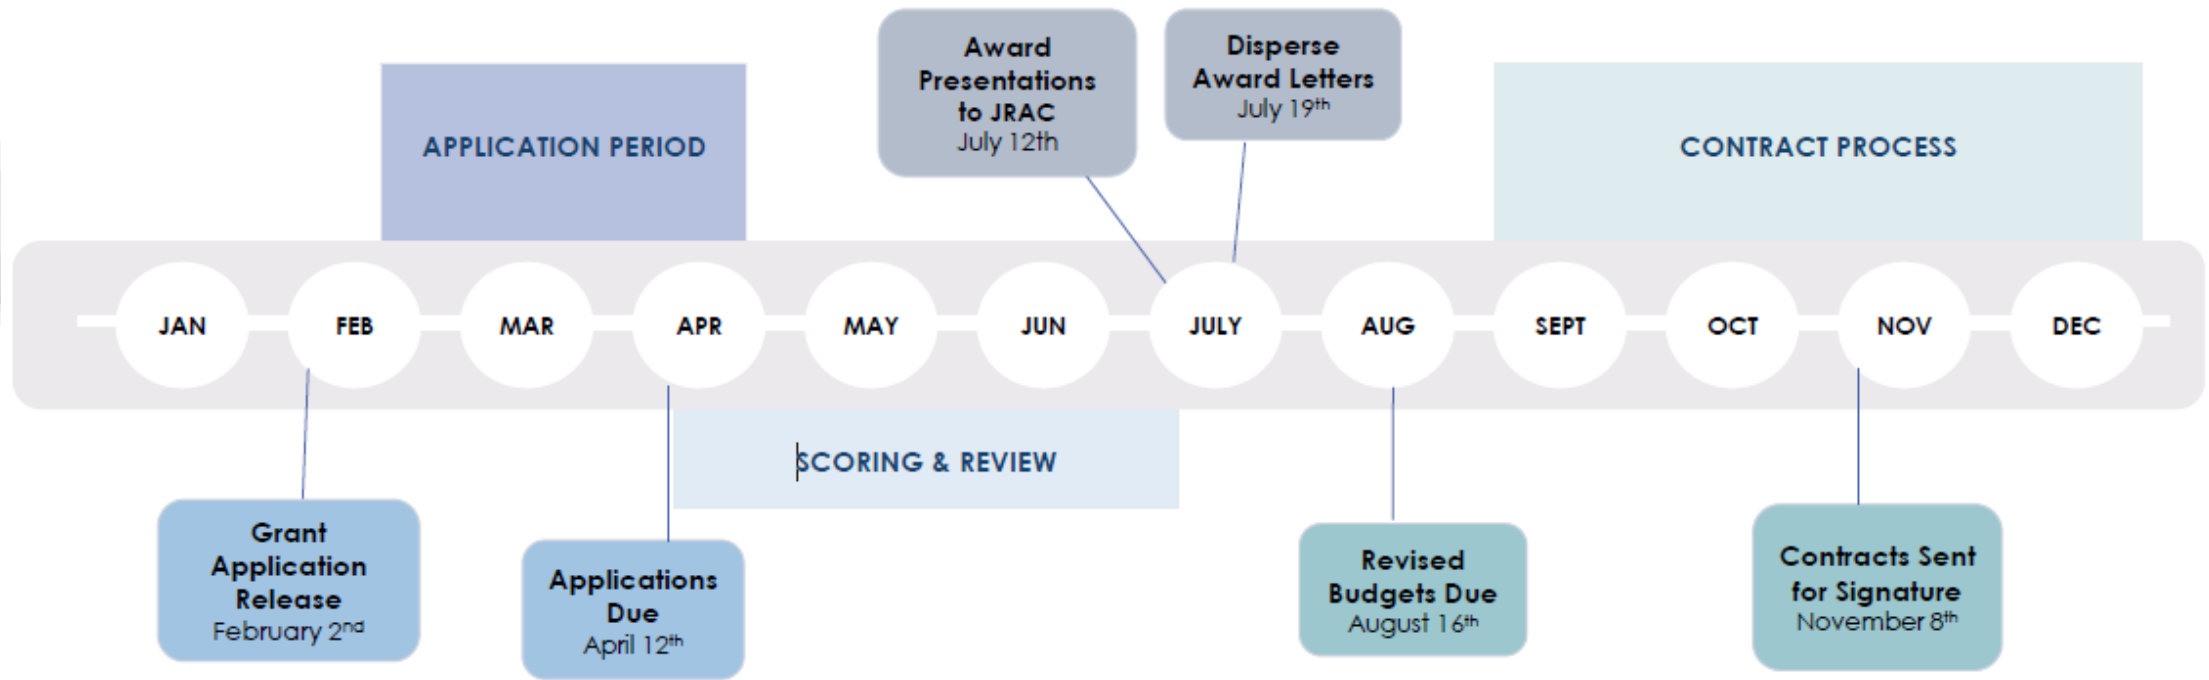 Award
Presentations
to JRAC
July 12th
Disperse
Award Letters
July 19th
APPLICATION PERIOD
CONTRACT PROCESS
JAN
FEB
MAR
APR
MAY
JUN
JULY
AUG
SEPT
OCT
NOV
DEC
SCORING & REVIEW
Grant
Application
Release
February 2nd
Applications
Due
April 12th
Revised
Budgets Due
August 16th
Contracts Sent
for Signature
November 8th